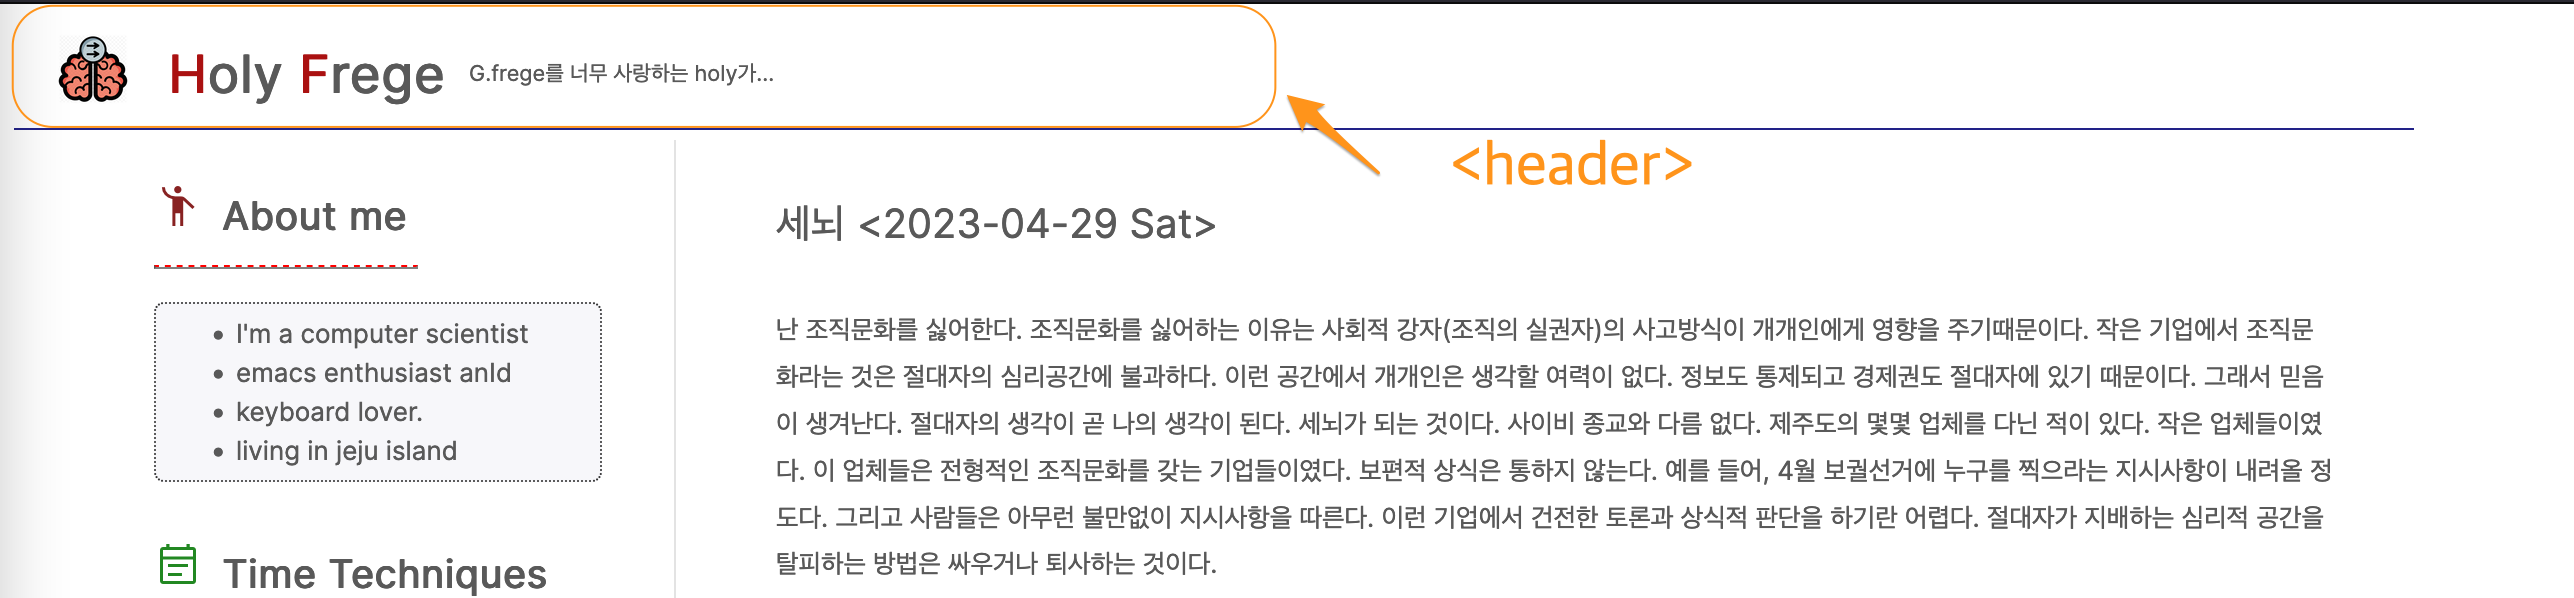 Holy Frege G.frege를 너무 사랑하는 holy가...
<header>
About me
I'm a computer scientist
emacs enthusiast anld
keyboard lover.
living in jeju island
Time Techniques
세뇌 <2023-04-29 Sat>
난 조직문화를 싫어한다. 조직문화를 싫어하는 이유는 사회적 강자(조직의 실권자)의 사고방식이 개개인에게 영향을 주기때문이다. 작은 기업에서 조직문
화라는 것은 절대자의 심리공간에 불과하다. 이런 공간에서 개개인은 생각할 여력이 없다. 정보도 통제되고 경제권도 절대자에 있기 때문이다. 그래서 믿음
이 생겨난다. 절대자의 생각이 곧 나의 생각이 된다. 세뇌가 되는 것이다. 사이비 종교와 다름 없다. 제주도의 몇몇 업체를 다닌 적이 있다. 작은 업체들이였
다. 이 업체들은 전형적인 조직문화를 갖는 기업들이였다. 보편적 상식은 통하지 않는다. 예를 들어, 4월 보궐선거에 누구를 찍으라는 지시사항이 내려올 정
도다. 그리고 사람들은 아무런 불만없이 지시사항을 따른다. 이런 기업에서 건전한 토론과 상식적 판단을 하기란 어렵다. 절대자가 지배하는 심리적 공간을
탈피하는 방법은 싸우거나 퇴사하는 것이다.